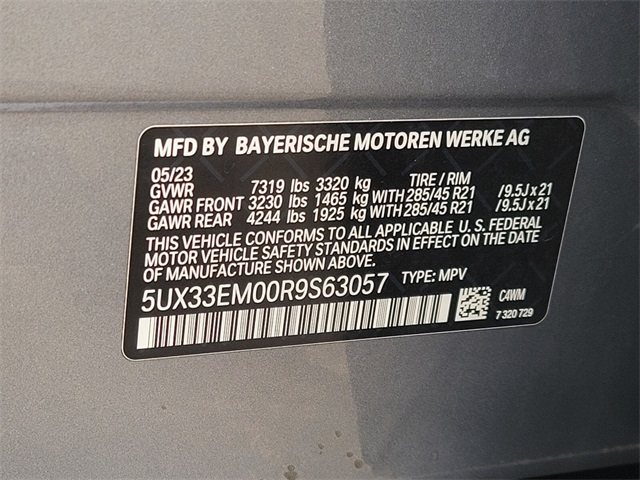 MFD BY BAYERISCHE MOTOREN WERKE AG
05/23
GVWR 7319 lbs 3320 kg TIRE / RIM
GAWR FRONT 3230 lbs 1465 kg WITH 285/45 R21 /9.5J x 21
GAWR REAR 4244 lbs 1925 kg WITH 285/45 R21 /9.5J x 21
THIS VEHICLE CONFORMS TO ALL APPLICABLE U.S. FEDERAL
MOTOR VEHICLE SAFETY STANDARDS IN EFFECT ON THE DATE
OF MANUFACTURE SHOWN ABOVE.
5UX33EM00R9S63057 TYPE: MPV
C4WM
7 320 729